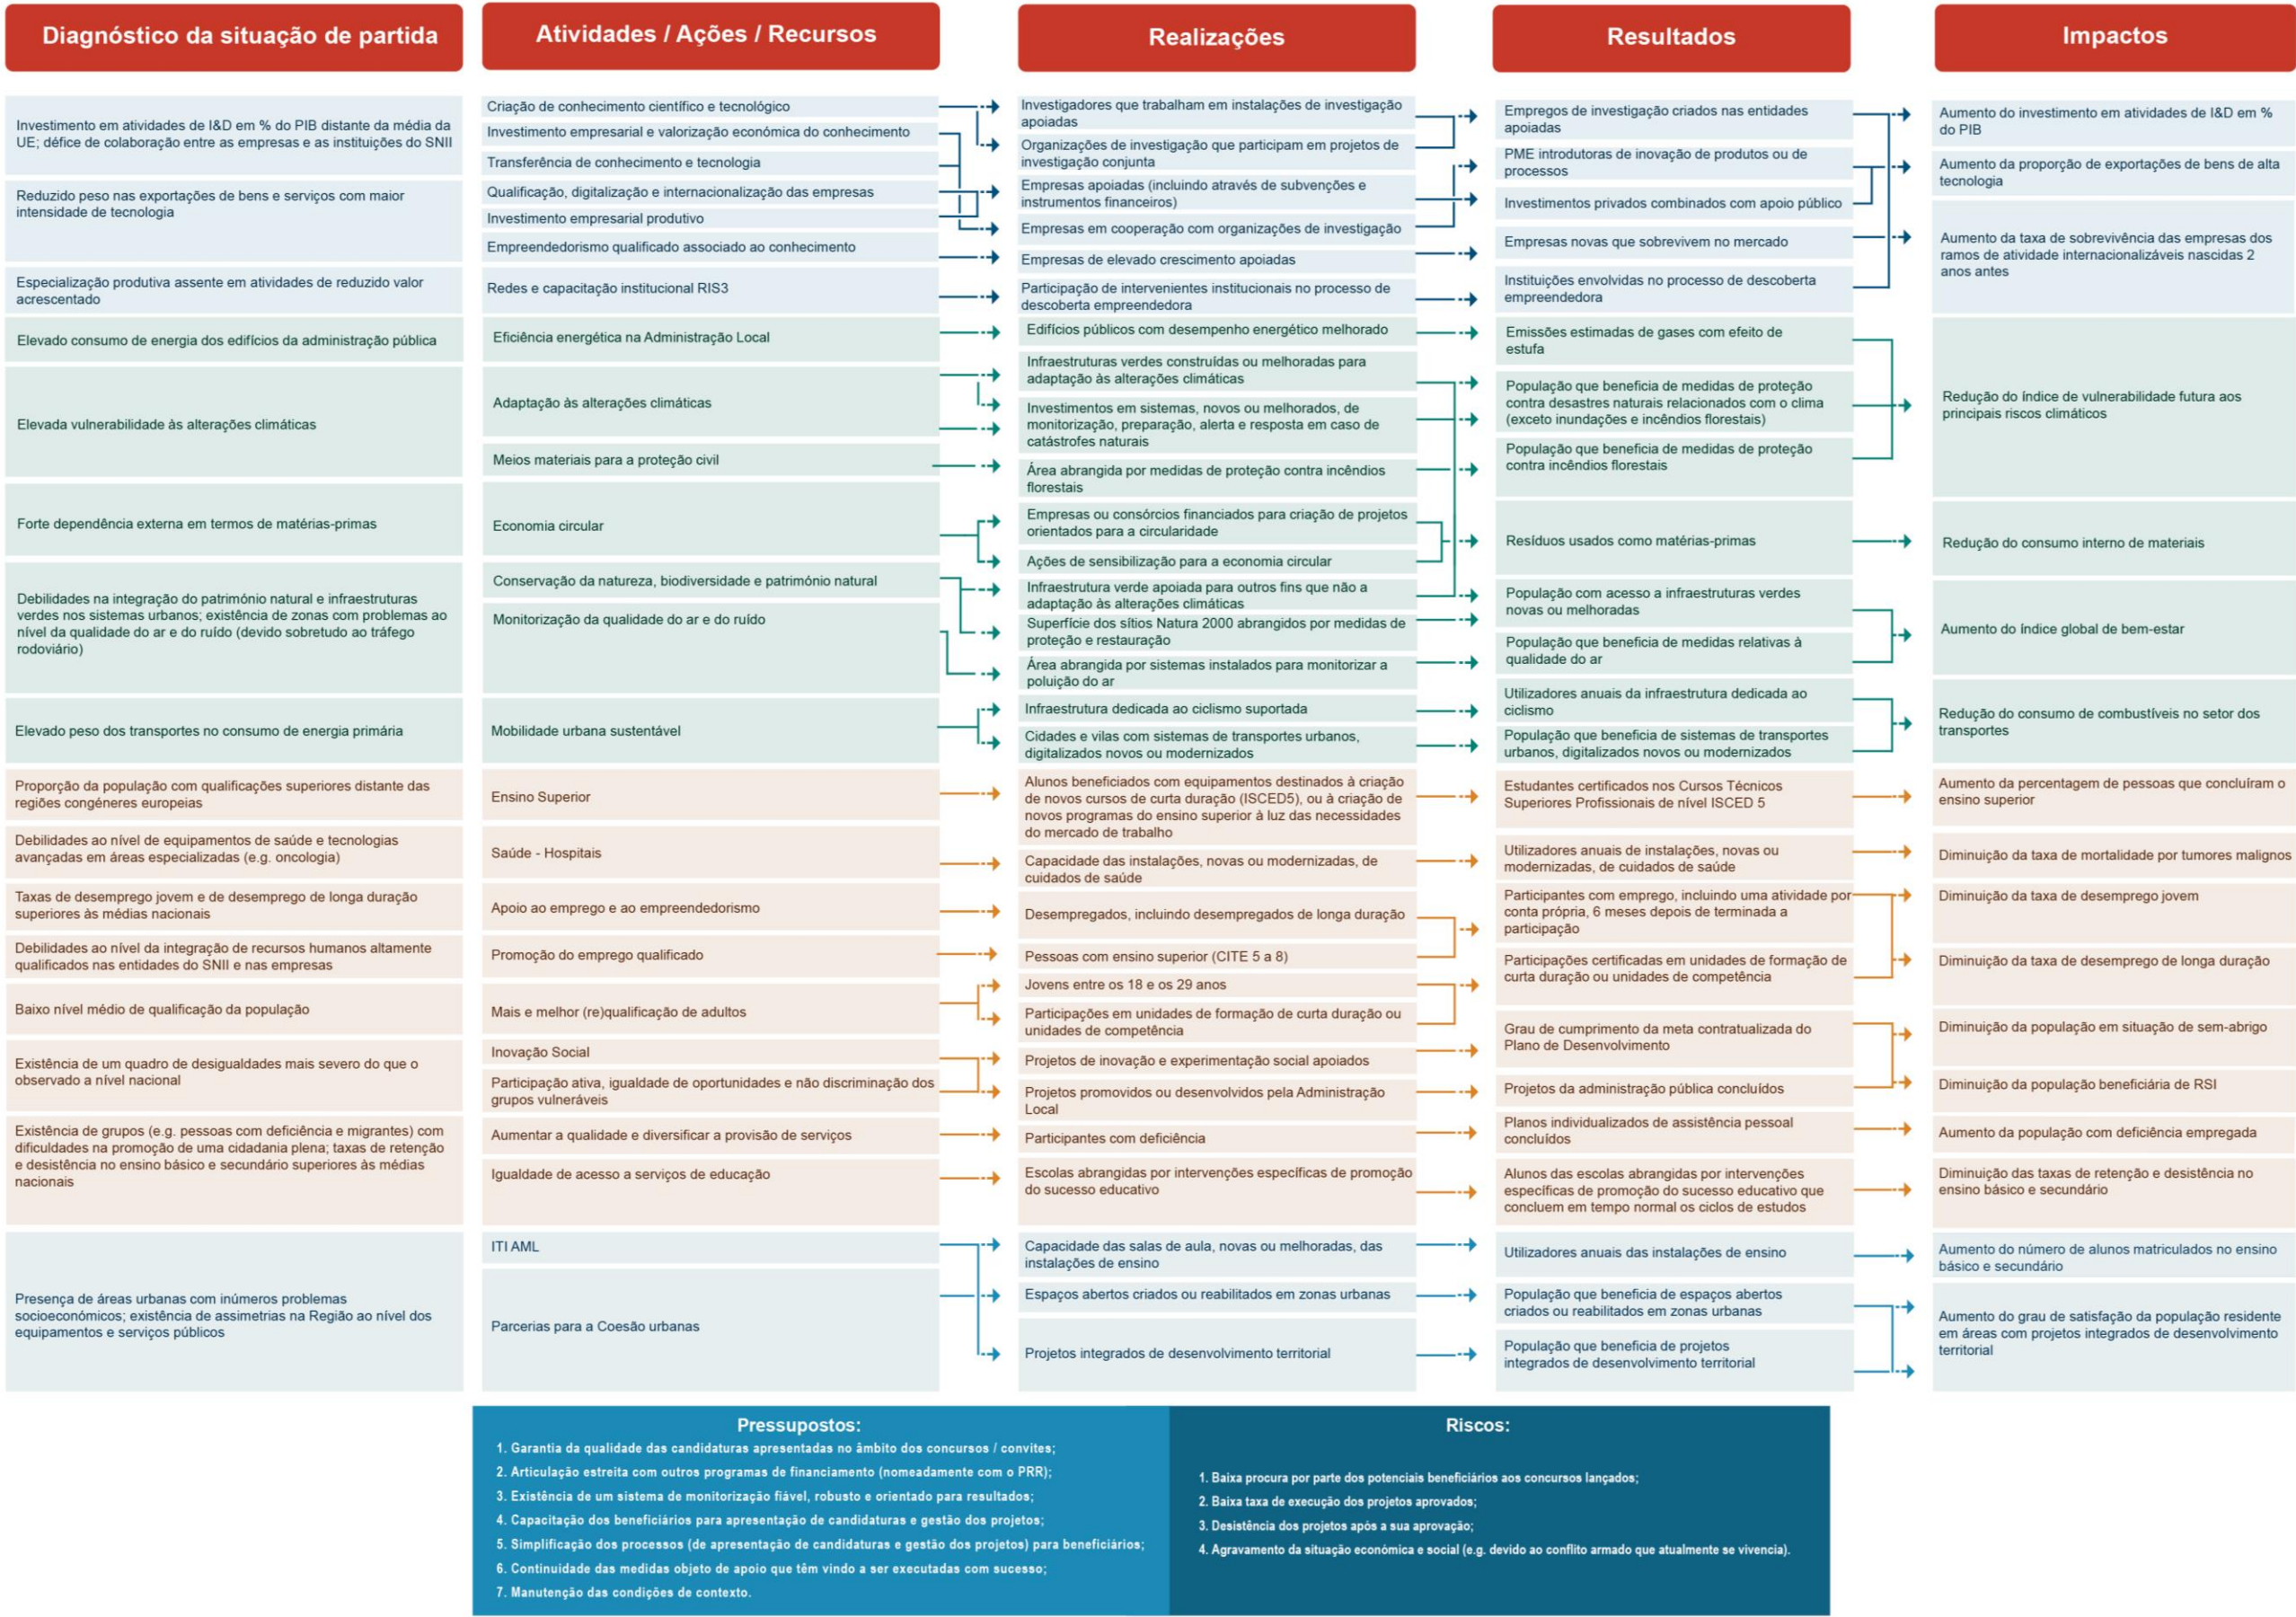 Diagnóstico da situação de partida
Atividades / Ações / Recursos
Realizações
Resultados
Impactos
Investimento em atividades de I&D em % do PIB distante da média da
UE; défice de colaboração entre as empresas e as instituições do SNII
Reduzido peso nas exportações de bens e serviços com maior
intensidade de tecnologia
Especialização produtiva assente em atividades de reduzido valor
acrescentado
Elevado consumo de energia dos edifícios da administração pública
Elevada vulnerabilidade às alterações climáticas
Forte dependência externa em termos de matérias-primas
Debilidades na integração do património natural e infraestruturas
verdes nos sistemas urbanos; existência de zonas com problemas ao
nível da qualidade do ar e do ruído (devido sobretudo ao tráfego
rodoviário)
Elevado peso dos transportes no consumo de energia primária
Proporção da população com qualificações superiores distante das
regiões congéneres europeias
Debilidades ao nível de equipamentos de saúde e tecnologias
avançadas em áreas especializadas (e.g. oncologia)
Taxas de desemprego jovem e de desemprego de longa duração
superiores às médias nacionais
Debilidades ao nível da integração de recursos humanos altamente
qualificados nas entidades do SNII e nas empresas
Baixo nível médio de qualificação da população
Existência de um quadro de desigualdades mais severo do que o
observado a nível nacional
Existência de grupos (e.g. pessoas com deficiência e migrantes) com
dificuldades na promoção de uma cidadania plena; taxas de retenção
e desistência no ensino básico e secundário superiores às médias
nacionais
Presença de áreas urbanas com inúmeros problemas
socioeconómicos; existência de assimetrias na Região ao nível dos
equipamentos e serviços públicos
Criação de conhecimento científico e tecnológico
Investimento empresarial e valorização económica do conhecimento
Transferência de conhecimento e tecnologia
Qualificação, digitalização e internacionalização das empresas
Investimento empresarial produtivo
Empreendedorismo qualificado associado ao conhecimento
Redes e capacitação institucional RIS3
Eficiência energética na Administração Local
Adaptação às alterações climáticas
Meios materiais para a proteção civil
Economia circular
Conservação da natureza, biodiversidade e património natural
Monitorização da qualidade do ar e do ruído
Mobilidade urbana sustentável
Ensino Superior
Saúde - Hospitais
Apoio ao emprego e ao empreendedorismo
Promoção do emprego qualificado
Mais e melhor (re)qualificação de adultos
Inovação Social
Participação ativa, igualdade de oportunidades e não discriminação dos
grupos vulneráveis
Aumentar a qualidade e diversificar a provisão de serviços
Igualdade de acesso a serviços de educação
ITI AML
Parcerias para a Coesão urbanas
Investigadores que trabalham em instalações de investigação
apoiadas
Organizações de investigação que participam em projetos de
investigação conjunta
Empresas apoiadas (incluindo através de subvenções e
instrumentos financeiros)
Empresas em cooperação com organizações de investigação
Empresas de elevado crescimento apoiadas
Participação de intervenientes institucionais no processo de
descoberta empreendedora
Edifícios públicos com desempenho energético melhorado
Infraestruturas verdes construídas ou melhoradas para
adaptação às alterações climáticas
Investimentos em sistemas, novos ou melhorados, de
monitorização, preparação, alerta e resposta em caso de
catástrofes naturais
Área abrangida por medidas de proteção contra incêndios
florestais
Empresas ou consórcios financiados para criação de projetos
orientados para a circularidade
Ações de sensibilização para a economia circular
Infraestrutura verde apoiada para outros fins que não a
adaptação às alterações climáticas
Superfície dos sítios Natura 2000 abrangidos por medidas de
proteção e restauração
Área abrangida por sistemas instalados para monitorizar a
poluição do ar
Infraestrutura dedicada ao ciclismo suportada
Cidades e vilas com sistemas de transportes urbanos,
digitalizados novos ou modernizados
Alunos beneficiados com equipamentos destinados à criação
de novos cursos de curta duração (ISCED5), ou à criação de
novos programas do ensino superior à luz das necessidades
do mercado de trabalho
Capacidade das instalações, novas ou modernizadas, de
cuidados de saúde
Desempregados, incluindo desempregados de longa duração
Pessoas com ensino superior (CITE 5 a 8)
Jovens entre os 18 e os 29 anos
Participações em unidades de formação de curta duração ou
unidades de competência
Projetos de inovação e experimentação social apoiados
Projetos promovidos ou desenvolvidos pela Administração
Local
Participantes com deficiência
Escolas abrangidas por intervenções específicas de promoção
do sucesso educativo
Capacidade das salas de aula, novas ou melhoradas, das
instalações de ensino
Espaços abertos criados ou reabilitados em zonas urbanas
Projetos integrados de desenvolvimento territorial
Empregos de investigação criados nas entidades
apoiadas
PME introdutoras de inovação de produtos ou de
processos
Investimentos privados combinados com apoio público
Empresas novas que sobrevivem no mercado
Instituições envolvidas no processo de descoberta
empreendedora
Emissões estimadas de gases com efeito de
estufa
População que beneficia de medidas de proteção
contra desastres naturais relacionados com o clima
(exceto inundações e incêndios florestais)
População que beneficia de medidas de proteção
contra incêndios florestais
Resíduos usados como matérias-primas
População com acesso a infraestruturas verdes
novas ou melhoradas
População que beneficia de medidas relativas à
qualidade do ar
Utilizadores anuais da infraestrutura dedicada ao
ciclismo
População que beneficia de sistemas de transportes
urbanos, digitalizados novos ou modernizados
Estudantes certificados nos Cursos Técnicos
Superiores Profissionais de nível ISCED 5
Utilizadores anuais de instalações, novas ou
modernizadas, de cuidados de saúde
Participantes com emprego, incluindo uma atividade por
conta própria, 6 meses depois de terminada a
participação
Participações certificadas em unidades de formação de
curta duração ou unidades de competência
Grau de cumprimento da meta contratualizada do
Plano de Desenvolvimento
Projetos da administração pública concluídos
Planos individualizados de assistência pessoal
concluídos
Alunos das escolas abrangidas por intervenções
específicas de promoção do sucesso educativo que
concluem em tempo normal os ciclos de estudos
Utilizadores anuais das instalações de ensino
População que beneficia de espaços abertos
criados ou reabilitados em zonas urbanas
População que beneficia de projetos
integrados de desenvolvimento territorial
Aumento do investimento em atividades de I&D em %
do PIB
Aumento da proporção de exportações de bens de alta
tecnologia
Aumento da taxa de sobrevivência das empresas dos
ramos de atividade internacionalizáveis nascidas 2
anos antes
Redução do índice de vulnerabilidade futura aos
principais riscos climáticos
Redução do consumo interno de materiais
Aumento do Índice global de bem-estar
Redução do consumo de combustíveis no setor dos
transportes
Aumento da percentagem de pessoas que concluíram o
ensino superior
Diminuição da taxa de mortalidade por tumores malignos
Diminuição da taxa de desemprego jovem
Diminuição da taxa de desemprego de longa duração
Diminuição da população em situação de sem-abrigo
Diminuição da população beneficiária de RSI
Aumento da população com deficiência empregada
Diminuição das taxas de retenção e desistência no
ensino básico e secundário
Aumento do número de alunos matriculados no ensino
básico e secundário
Aumento do grau de satisfação da população residente
em áreas com projetos integrados de desenvolvimento
territorial
Pressupostos:
1. Garantia da qualidade das candidaturas apresentadas no âmbito dos concursos / convites;
2. Articulação estreita com outros programas de financiamento (nomeadamente com o PRR);
3. Existência de um sistema de monitorização fiável, robusto e orientado para resultados;
4. Capacitação dos beneficiários para apresentação de candidaturas e gestão dos projetos;
5. Simplificação dos processos (de apresentação de candidaturas e gestão dos projetos) para beneficiários;
6. Continuidade das medidas objeto de apoio que têm vindo a ser executadas com sucesso;
7. Manutenção das condições de contexto.
Riscos:
1. Baixa procura por parte dos potenciais beneficiários aos concursos lançados;
2. Baixa taxa de execução dos projetos aprovados;
3. Desistência dos projetos após a sua aprovação;
4. Agravamento da situação económica e social (e.g. devido ao conflito armado que atualmente se vivencia).